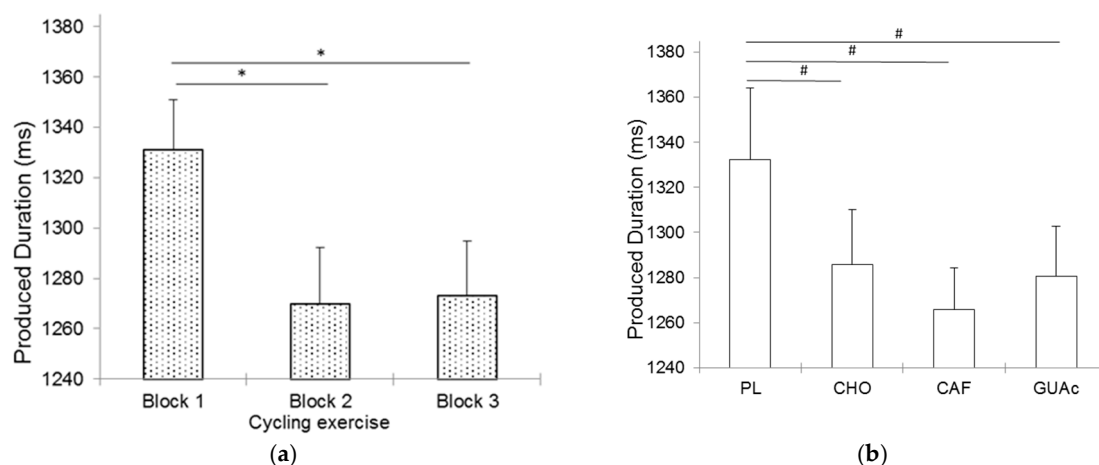 Produced Duration (ms)
1380
1360
1340
1320
1300
1280
1260
1240
*
*
Block 1
Block 2
Block 3
Cycling exercise
(a)
Produced Duration (ms)
1380
1360
1340
1320
1300
1280
1260
1240
#
#
#
PL
CHO
CAF
GUAc
(b)